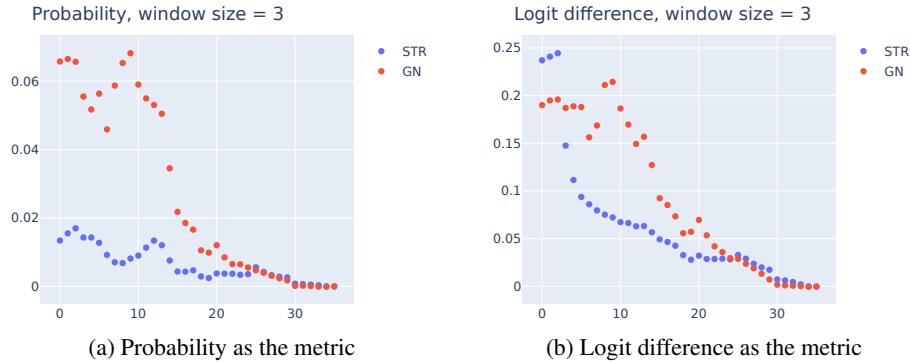 Probability, window size = 3
STR
GN
0.06
0.04
0.02
0
0
10
20
30
(a) Probability as the metric
Logit difference, window size = 3
STR
GN
0.25
0.2
0.15
0.1
0.05
0
0
10
20
30
(b) Logit difference as the metric